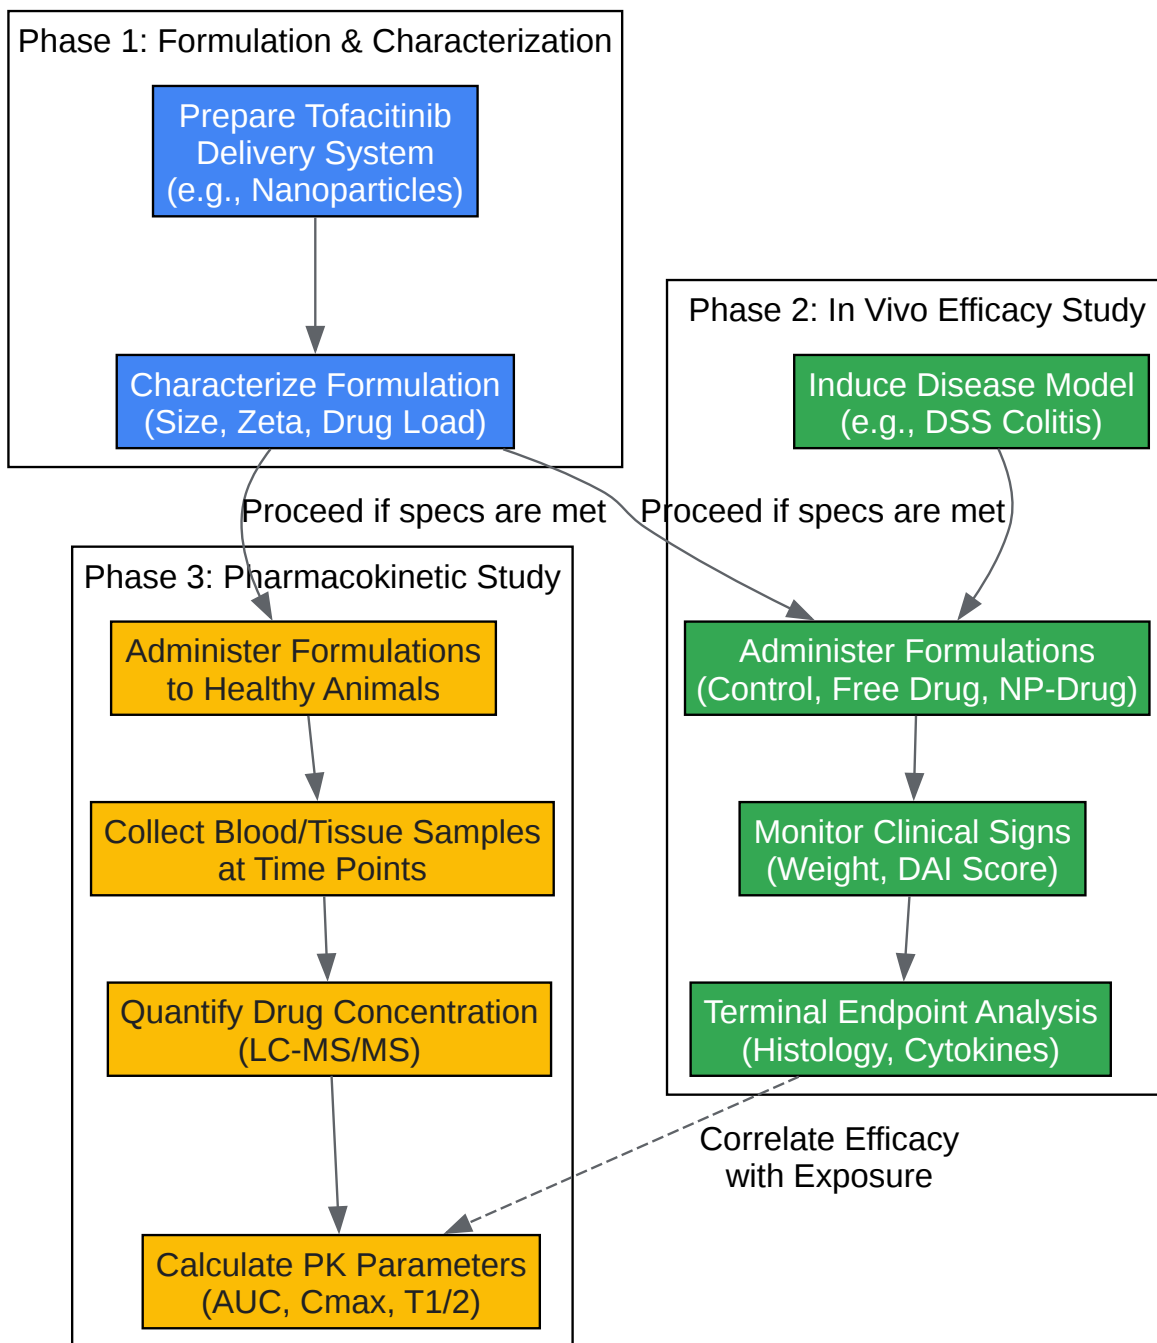 Phase 1: Formulation & Characterization
Prepare Tofacitinib
Delivery System
(e.g., Nanoparticles)
Characterize Formulation
(Size, Zeta, Drug Load)
Phase 2: In Vivo Efficacy Study
Induce Disease Model
(e.g., DSS Colitis)
Proceed if specs are met
Proceed if specs are met
Phase 3: Pharmacokinetic Study
Administer Formulations
to Healthy Animals
Administer Formulations
(Control, Free Drug, NP-Drug)
Collect Blood/Tissue Samples
at Time Points
Monitor Clinical Signs
(Weight, DAI Score)
Quantify Drug Concentration
(LC-MS/MS)
Terminal Endpoint Analysis
(Histology, Cytokines)
Correlate Efficacy
with Exposure
Calculate PK Parameters
(AUC, Cmax, T1/2)